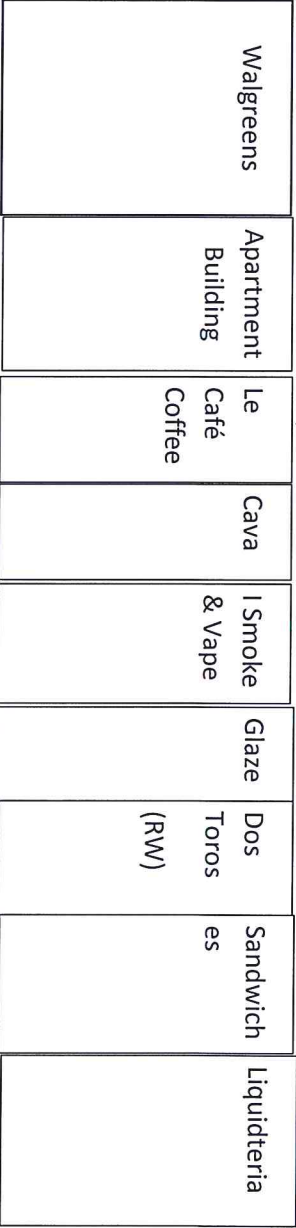 Walgreens
Apartment
Building
Le
Café
Coffee
Cava
I Smoke
& Vape
Glaze
Dos
Toros
(RW)
Sandwich
es
Liquidteria